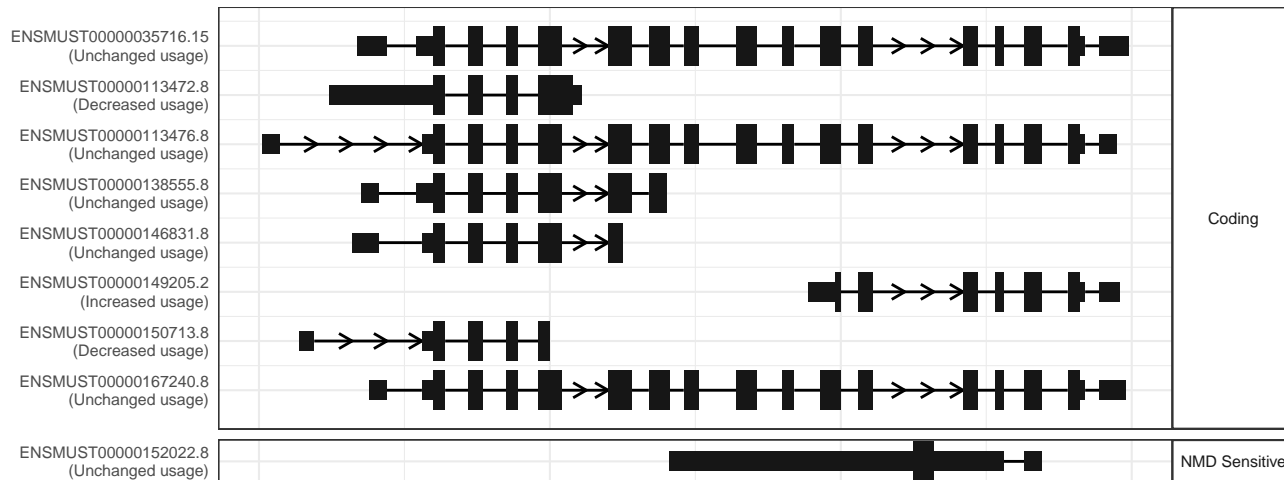 ENSMUST00000035716.15
(Unchanged usage)
ENSMUST00000113472.8
(Decreased usage)
ENSMUST00000113476.8
(Unchanged usage)
ENSMUST00000138555.8
(Unchanged usage)
ENSMUST00000146831.8
(Unchanged usage)
ENSMUST00000149205.2
(Increased usage)
ENSMUST00000150713.8
(Decreased usage)
ENSMUST00000167240.8
(Unchanged usage)
Coding
ENSMUST00000152022.8
(Unchanged usage)
NMD Sensitive